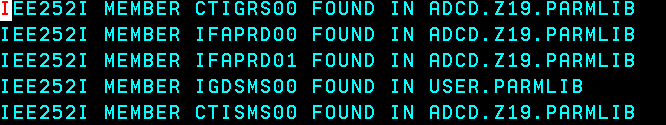 IEE252I MEMBER CTIGRS00 FOUND IN ADCD.Z19.PARMLIB
IEE252I MEMBER IFAPRD00 FOUND IN ADCD.Z19.PARMLIB
IEE252I MEMBER IFAPRD01 FOUND IN ADCD.Z19.PARMLIB
IEE252I MEMBER IGDSMS00 FOUND IN USER.PARMLIB
IEE252I MEMBER CTISMS00 FOUND IN ADCD.Z19.PARMLIB